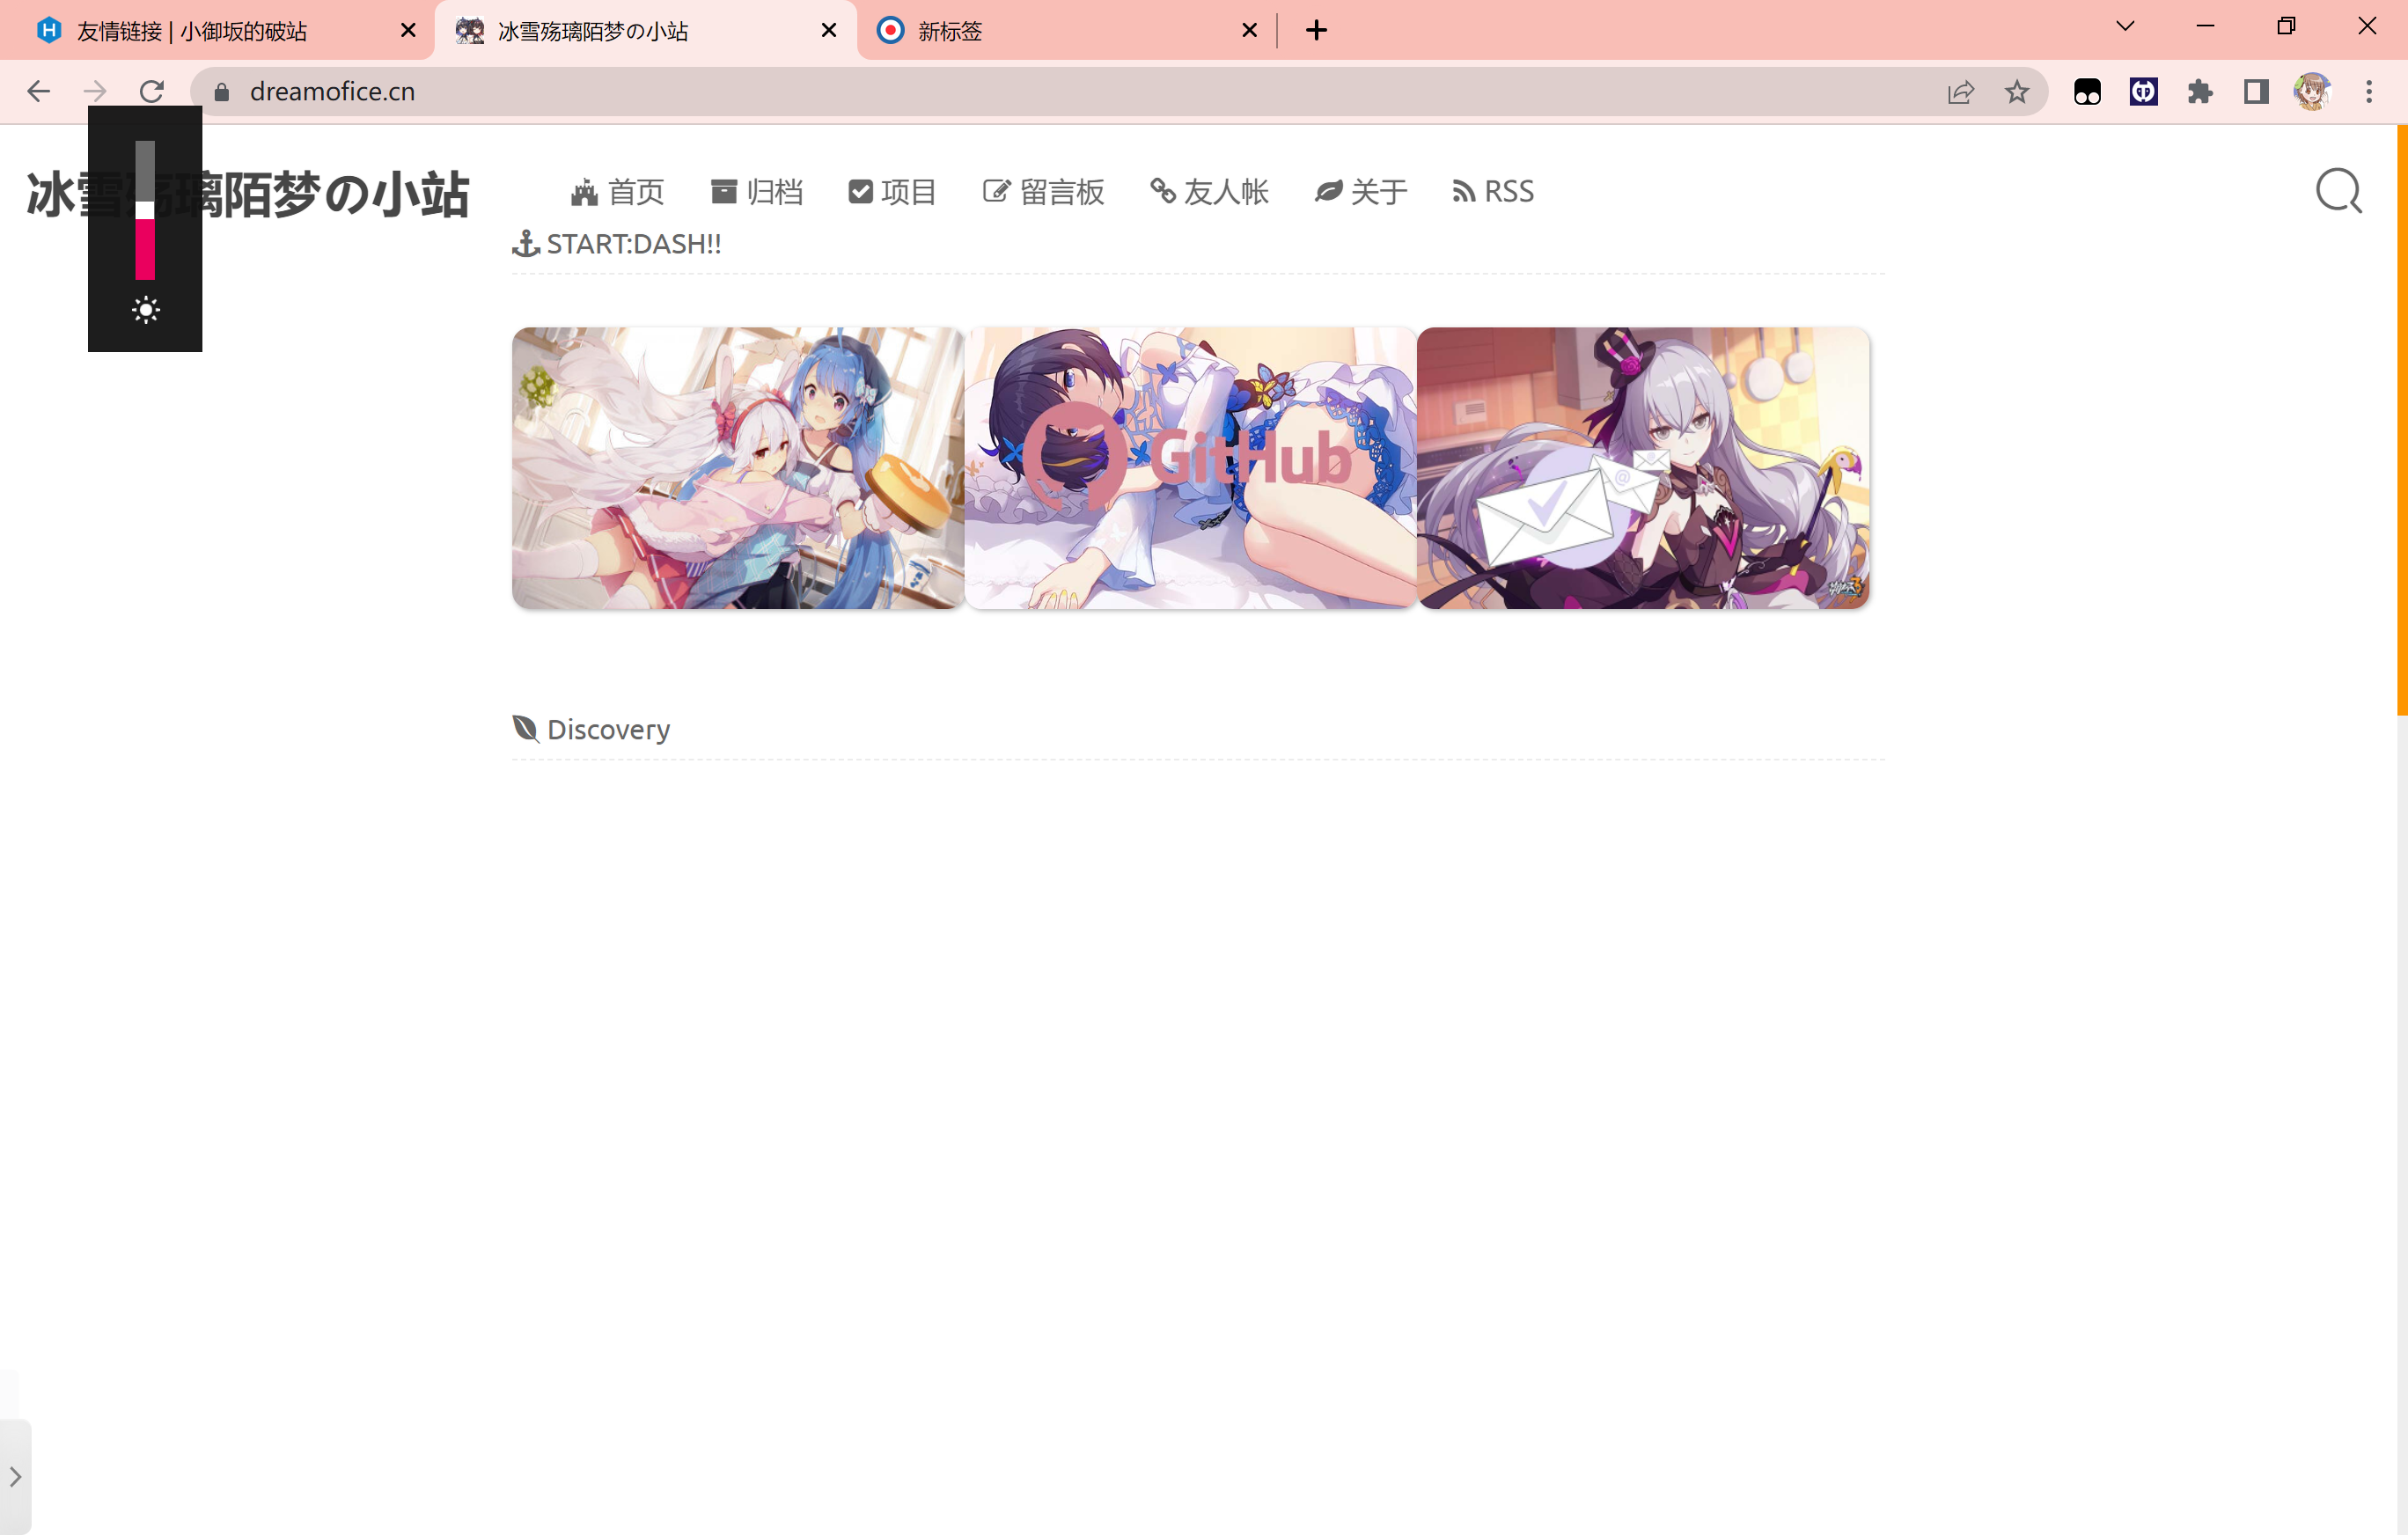 友情链接 | 小御坂的破站
冰雪殇璃陌梦の小站
新标签
dreamofice.cn
冰雪殇璃陌梦の小站
首页 归档 项目 留言板 友人帐 关于 RSS
START:DASH!!
GitHub
Discovery